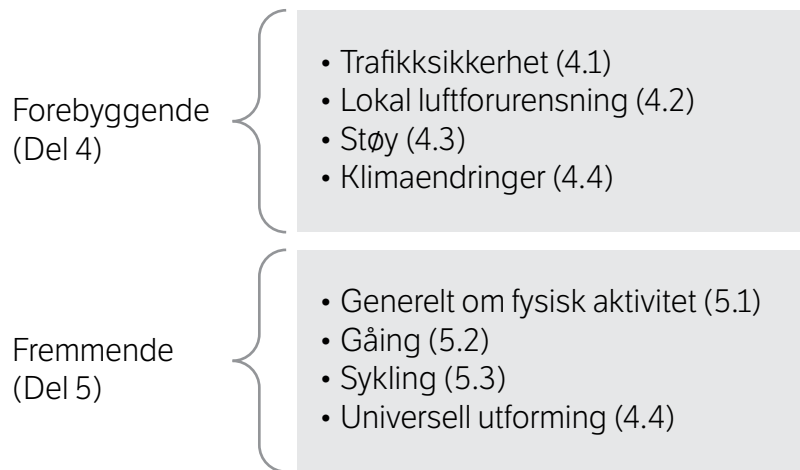 Forebyggende
(Del 4)
• Trafikksikkerhet (4.1)
• Lokal luftforurensning (4.2)
• Støy (4.3)
• Klimaendringer (4.4)
Fremmende
(Del 5)
• Generelt om fysisk aktivitet (5.1)
• Gåing (5.2)
• Sykling (5.3)
• Universell utforming (4.4)